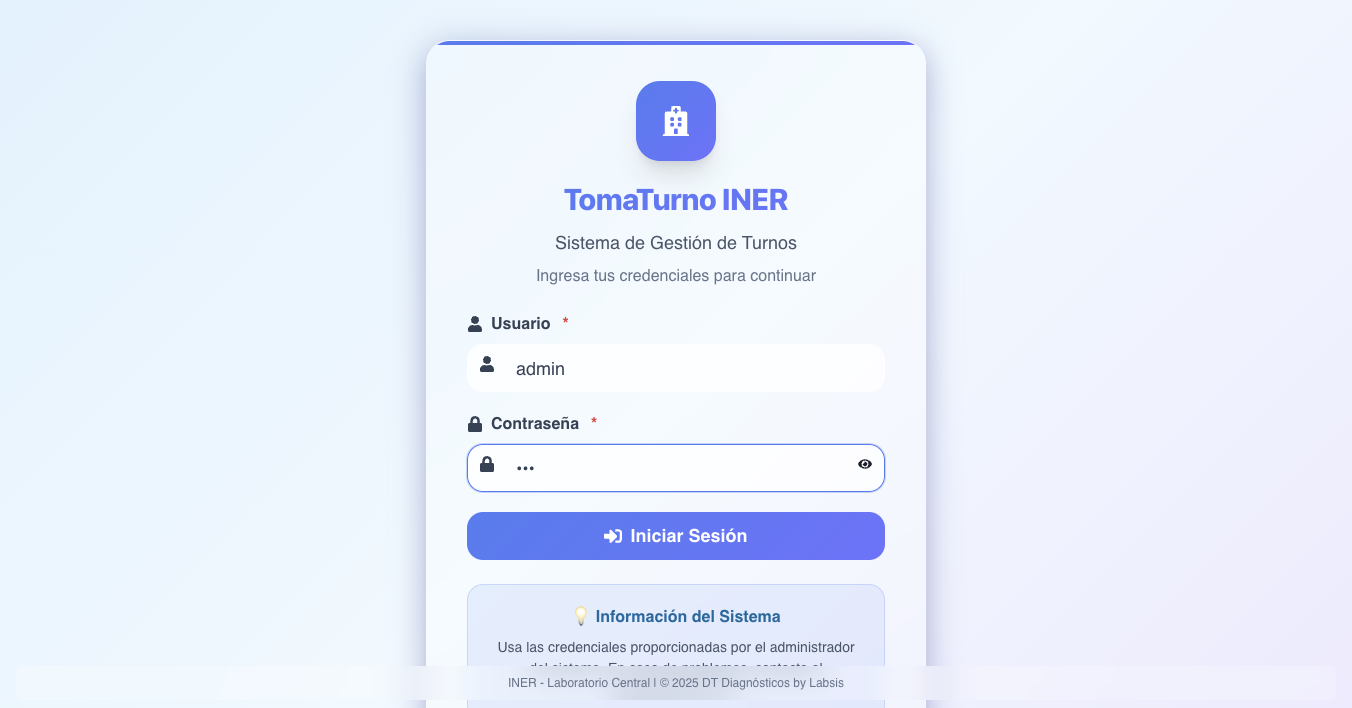 TomaTurno INER
Sistema de Gestión de Turnos
Ingresa tus credenciales para continuar
Usuario *
admin
Contraseña *
•••
Iniciar Sesión
💡 Información del Sistema
Usa las credenciales proporcionadas por el administrador
del sistema. En caso de problemas, contacta al
INER - Laboratorio Central | © 2025 DT Diagnósticos by Labsis